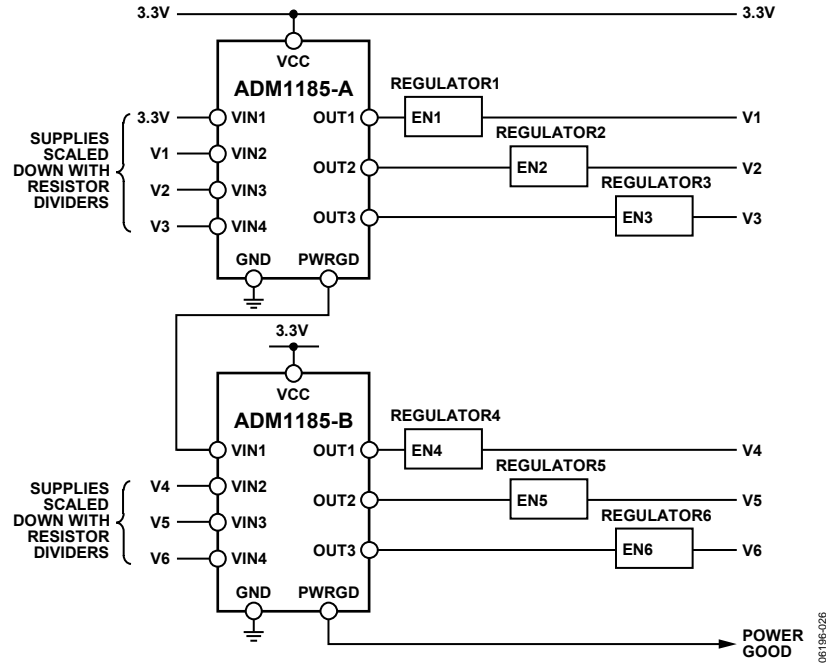 3.3V 3.3V
VCC
ADM1185-A
REGULATOR1
3.3V VIN1 OUT1 EN1 V1
SUPPLIES
SCALED
DOWN WITH
RESISTOR
DIVIDERS
REGULATOR2
V1 VIN2 OUT2 EN2 V2
REGULATOR3
V2 VIN3
V3 VIN4 OUT3 EN3 V3
GND PWRGD
3.3V
VCC
ADM1185-B
REGULATOR4
VIN1 OUT1 EN4 V4
REGULATOR5
SUPPLIES
SCALED
DOWN WITH
RESISTOR
DIVIDERS
V4 VIN2 OUT2 EN5 V5
REGULATOR6
V5 VIN3
V6 VIN4 OUT3 EN6 V6
GND PWRGD
POWER
GOOD
06196-026